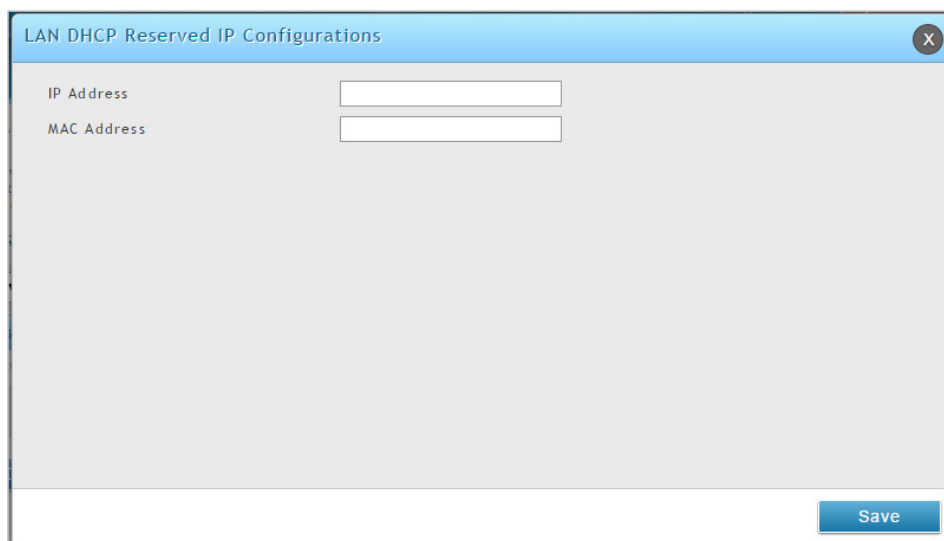 LAN DHCP Reserved IP Configurations
X
IP Address
MAC Address
Save